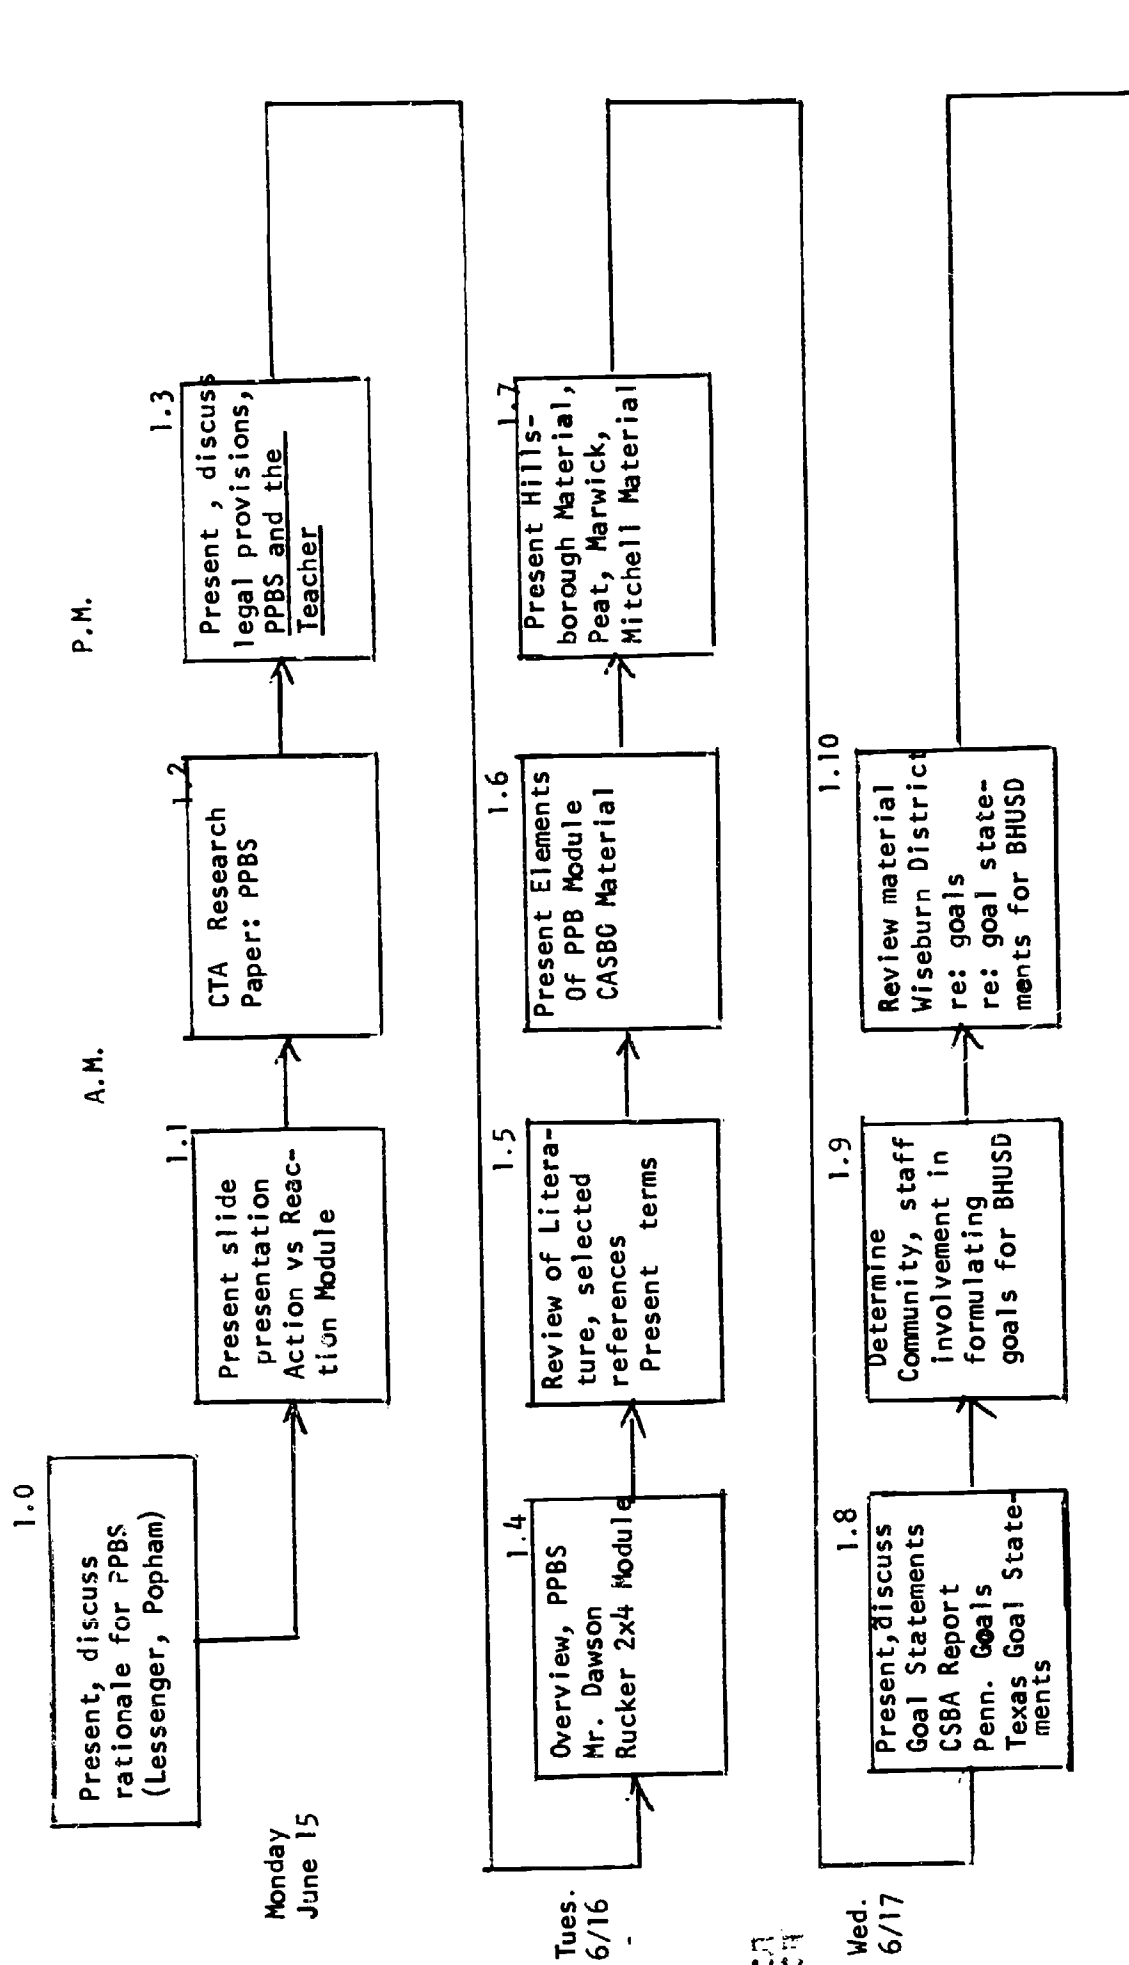 A.M.
P.M.
1.0
Present, discuss
rationale for PPBS
(Lessenger, Popham)
Monday
June 15
1.1
Present slide
presentation
Action vs Reac-
tion Module
1.2
CTA Research
Paper: PPBS
1.3
Present , discuss
legal provisions,
PPBS and the
Teacher
Tues.
6/16
1.4
Overview, PPBS
Mr. Dawson
Rucker 2x4 Module
1.5
Review of Litera-
ture, selected
references
Present terms
1.6
Present Elements
Of PPB Module
CASBO Material
1.7
Present Hills-
borough Material,
Peat, Marwick,
Mitchell Material
Wed.
6/17
1.8
Present,discuss
Goal Statements
CSBA Report
Penn. Goals
Texas Goal State-
ments
1.9
Determine
Community, staff
involvement in
formulating
goals for BHUSD
1.10
Review material
Wiseburn District
re: goals
re: goal state-
ments for BHUSD